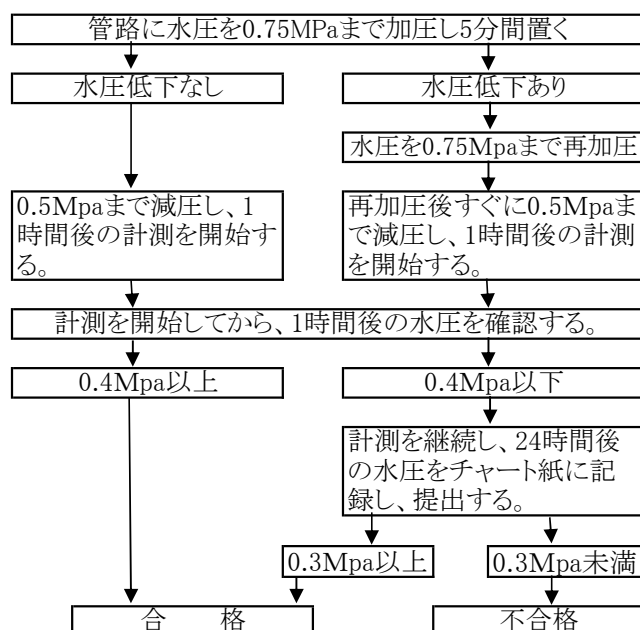 管路に水圧を0.75MPaまで加圧し5分間置く
水圧低下なし
水圧低下あり
水圧を0.75Mpaまで再加圧
0.5Mpaまで減圧し、1
時間後の計測を開始す
る。
再加圧後すぐに0.5Mpaま
で減圧し、1時間後の計測
を開始する。
計測を開始してから、1時間後の水圧を確認する。
0.4Mpa以上
0.4Mpa以下
計測を継続し、24時間後
の水圧をチャート紙に記
録し、提出する。
0.3Mpa以上
0.3Mpa未満
合　　格
不合格